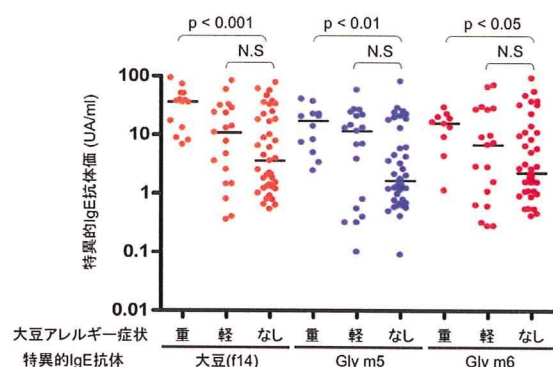 p < 0.001 p < 0.01 p < 0.05
N.S N.S N.S
特異的IgE抗体価 (UA/ml)
100
10
1
0.1
0.01
大豆アレルギー症状 重 軽 なし 重 軽 なし 重 軽 なし
特異的IgE抗体 大豆(f14) Gly m5 Gly m6